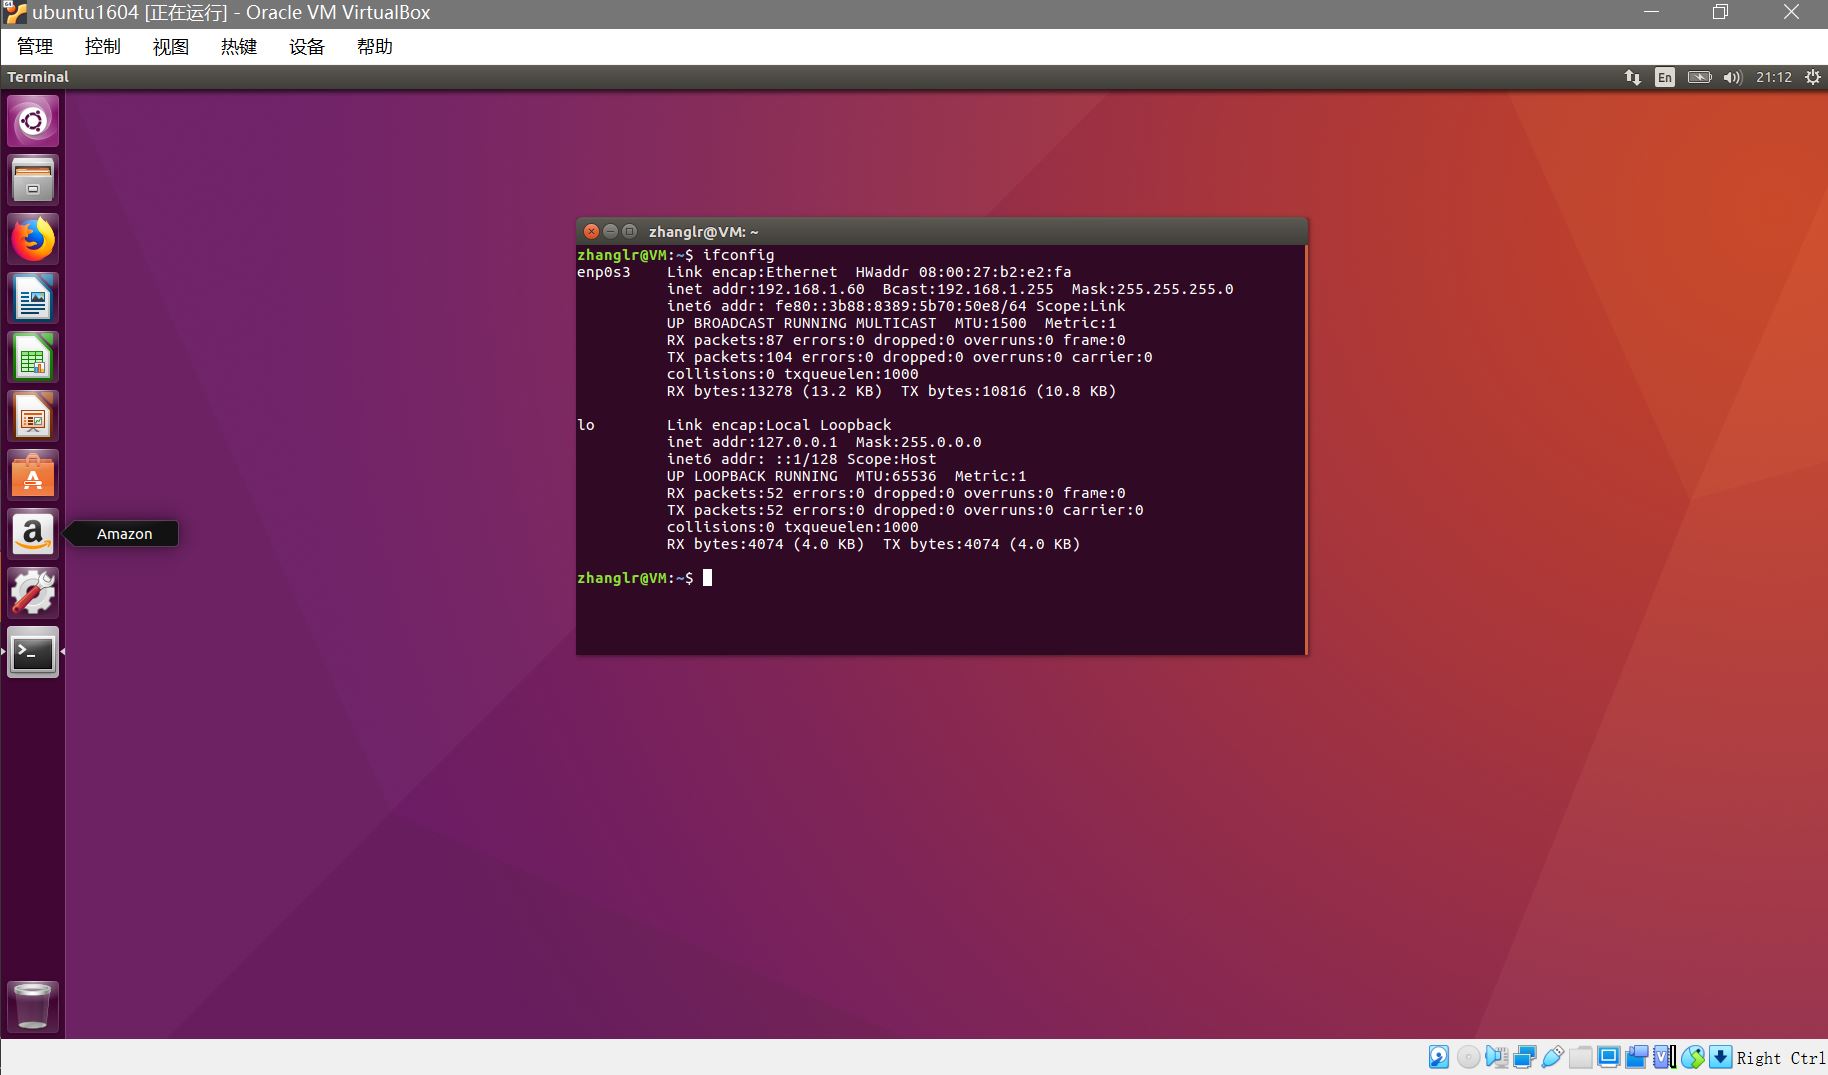 ubuntu1604 [正在运行] - Oracle VM VirtualBox
管理 控制 视图 热键 设备 帮助
Terminal
En 21:12
zhanglr@VM: ~
zhanglr@VM:~$ ifconfig
enp0s3 Link encap:Ethernet HWaddr 08:00:27:b2:e2:fa
inet addr:192.168.1.60 Bcast:192.168.1.255 Mask:255.255.255.0
inet6 addr: fe80::3b88:8389:5b70:50e8/64 Scope:Link
UP BROADCAST RUNNING MULTICAST MTU:1500 Metric:1
RX packets:87 errors:0 dropped:0 overruns:0 frame:0
TX packets:104 errors:0 dropped:0 overruns:0 carrier:0
collisions:0 txqueuelen:1000
RX bytes:13278 (13.2 KB) TX bytes:10816 (10.8 KB)
lo Link encap:Local Loopback
inet addr:127.0.0.1 Mask:255.0.0.0
inet6 addr: ::1/128 Scope:Host
UP LOOPBACK RUNNING MTU:65536 Metric:1
RX packets:52 errors:0 dropped:0 overruns:0 frame:0
TX packets:52 errors:0 dropped:0 overruns:0 carrier:0
collisions:0 txqueuelen:1000
RX bytes:4074 (4.0 KB) TX bytes:4074 (4.0 KB)
zhanglr@VM:~$
Amazon
Right Ctrl